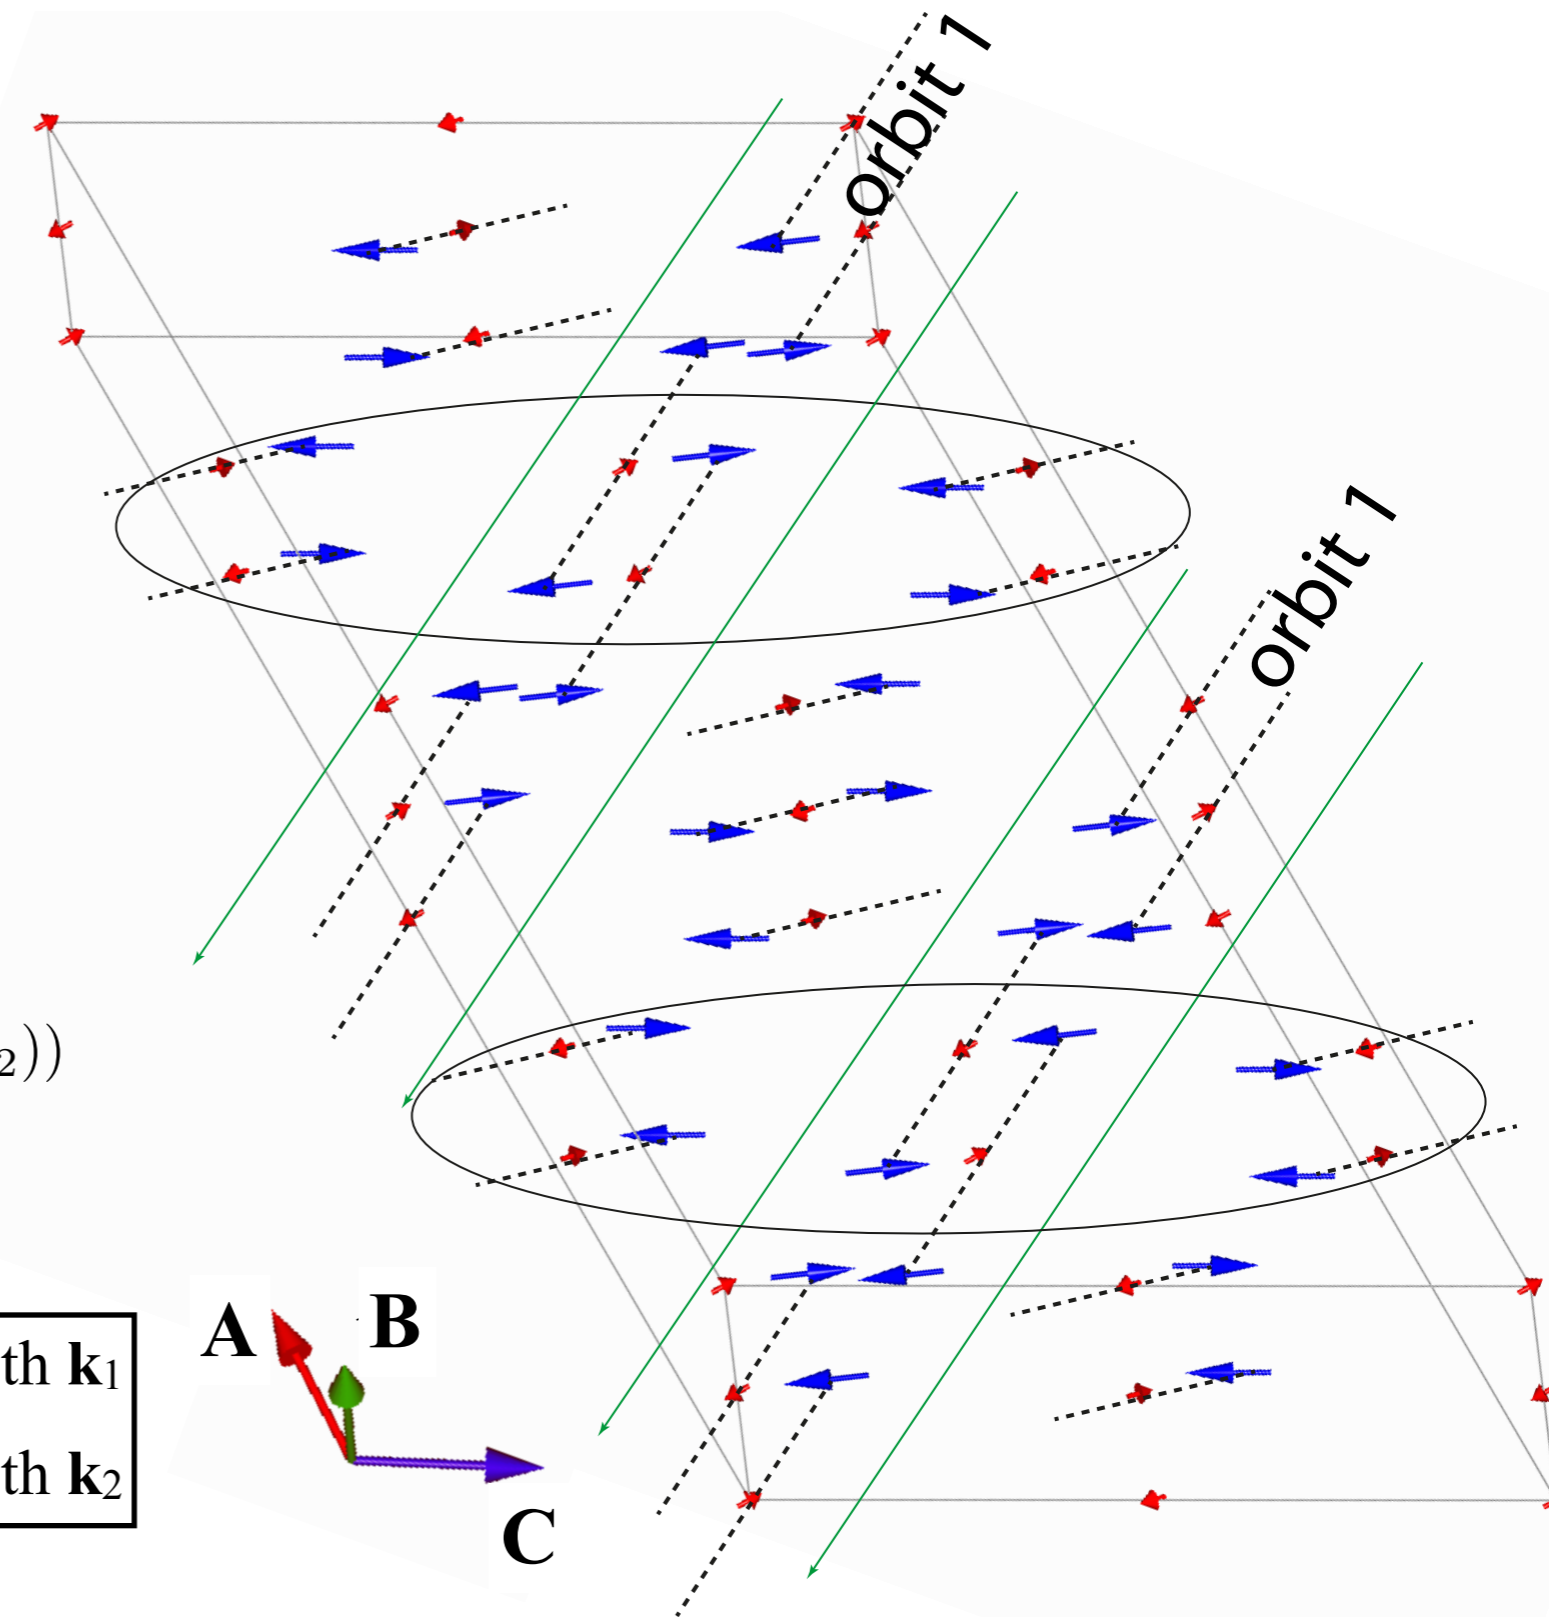 orbit 1
orbit 1
₂))
A
B
th k₁
th k₂
C